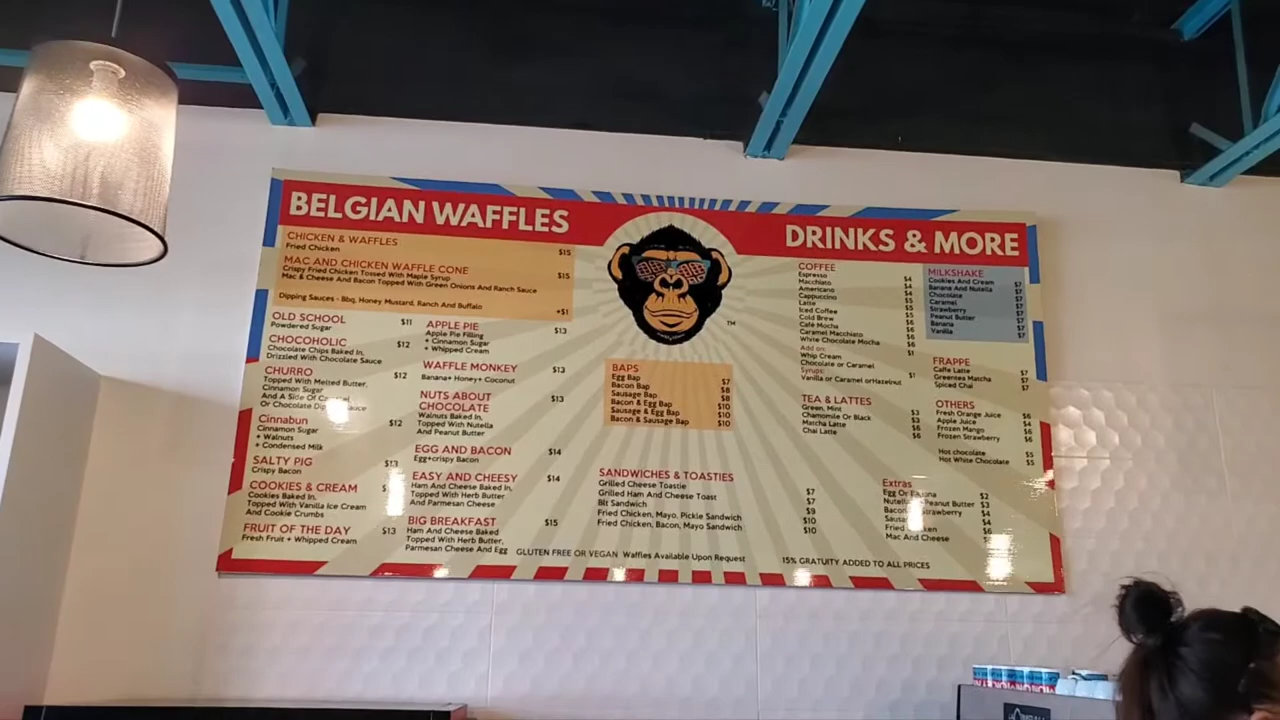 BELGIAN WAFFLES
CHICKEN & WAFFLES
Fried Chicken $15
MAC AND CHICKEN WAFFLE CONE
Crispy Fried Chicken Tossed With Maple Syrup $15
Mac & Cheese And Bacon Topped With Green Onions And Ranch Sauce
Dipping Sauces - Bbq, Honey Mustard, Ranch And Buffalo +$1
OLD SCHOOL $11
Powdered Sugar
CHOCOHOLIC $12
Chocolate Chips Baked In,
Drizzled With Chocolate Sauce
CHURRO $12
Topped With Melted Butter,
Cinnamon Sugar
And A Side Of
Or Chocolate Sauce
Cinnabun $12
Cinnamon Sugar
+ Walnuts
+ Condensed Milk
SALTY PIG $13
Crispy Bacon
COOKIES & CREAM
Cookies Baked In,
Topped With Vanilla Ice Cream
And Cookie Crumbs
FRUIT OF THE DAY $13
Fresh Fruit + Whipped Cream
APPLE PIE $13
Apple Pie Filling
+ Cinnamon Sugar
+ Whipped Cream
WAFFLE MONKEY $13
Banana+ Honey+ Coconut
NUTS ABOUT $13
CHOCOLATE
Walnuts Baked In,
Topped With Nutella
And Peanut Butter
EGG AND BACON $14
Egg+crispy Bacon
EASY AND CHEESY $14
Ham And Cheese Baked In,
Topped With Herb Butter
And Parmesan Cheese
BIG BREAKFAST $15
Ham And Cheese Baked
Topped With Herb Butter,
Parmesan Cheese And Egg
TM
BAPS
Egg Bap $7
Bacon Bap $8
Sausage Bap $8
Bacon & Egg Bap $10
Sausage & Egg Bap $10
Bacon & Sausage Bap $10
SANDWICHES & TOASTIES
Grilled Cheese Toastie $7
Grilled Ham And Cheese Toast $7
Blt Sandwich $9
Fried Chicken, Mayo, Pickle Sandwich $10
Fried Chicken, Bacon, Mayo Sandwich $10
GLUTEN FREE OR VEGAN Waffles Available Upon Request
DRINKS & MORE
COFFEE
Espresso $4
Macchiato $4
Americano $4
Cappuccino $5
Latte $5
Iced Coffee $5
Cold Brew $6
Café Mocha $6
Caramel Macchiato $6
White Chocolate Mocha $6
Add on:
Whip Cream $1
Chocolate or Caramel
Syrups:
Vanilla or Caramel orHazelnut $1
TEA & LATTES
Green, Mint $3
Chamomile Or Black $3
Matcha Latte $6
Chai Latte $6
MILKSHAKE
Cookies And Cream $7
Banana And Nutella $7
Chocolate $7
Caramel $7
Strawberry $7
Peanut Butter $7
Banana $7
Vanilla $7
FRAPPE
Caffe Latte $7
Greentea Matcha $7
Spiced Chai $7
OTHERS
Fresh Orange Juice $6
Apple Juice $4
Frozen Mango $6
Frozen Strawberry $6
Hot chocolate $5
Hot White Chocolate $5
Extras
Egg Or $2
Peanut Butter $3
Strawberry $4
$4
Fried $6
Mac And Cheese
15% GRATUITY ADDED TO ALL PRICES